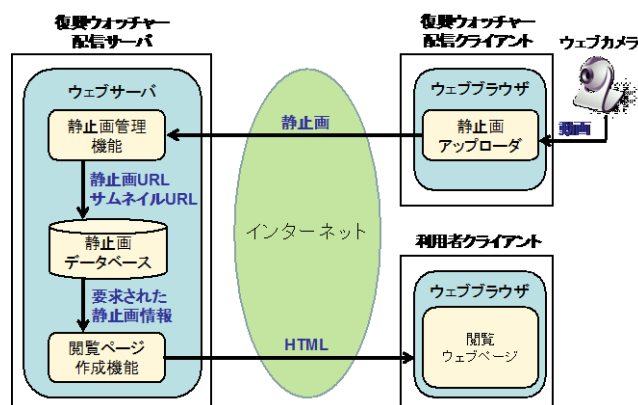 復興ウォッチャー
配信サーバ
ウェブサーバ
静止画管理
機能
静止画URL
サムネイルURL
静止画
データベース
要求された
静止画情報
閲覧ページ
作成機能
静止画
インターネット
HTML
復興ウォッチャー
配信クライアント
ウェブブラウザ
静止画
アップローダ
ウェブカメラ
動画
利用者クライアント
ウェブブラウザ
閲覧
ウェブページ